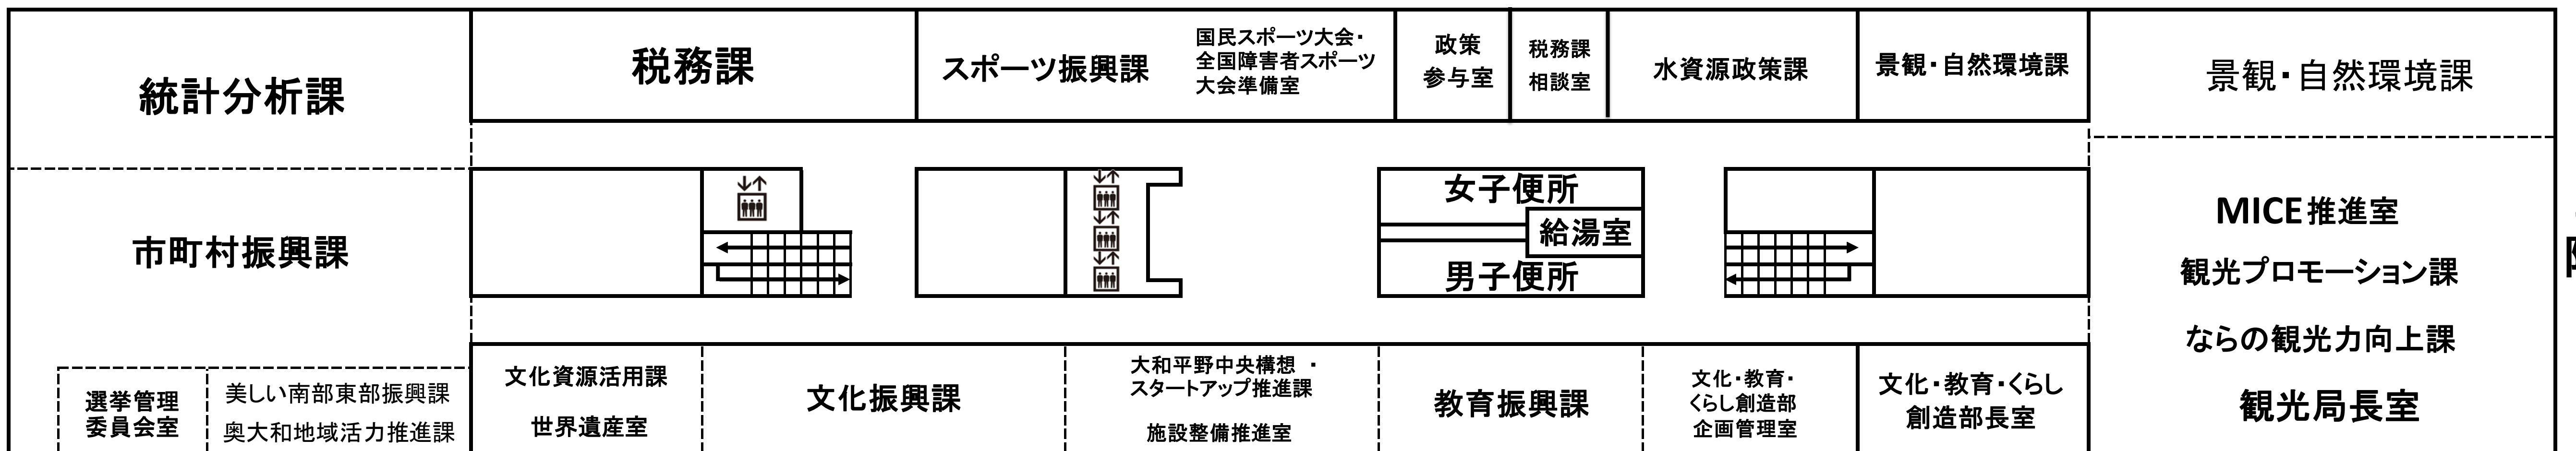 統計分析課
税務課
スポーツ振興課
国民スポーツ大会・
全国障害者スポーツ
大会準備室
政策
参与室
税務課
相談室
水資源政策課
景観・自然環境課
景観・自然環境課
市町村振興課
女子便所
給湯室
男子便所
MICE推進室
観光プロモーション課
ならの観光力向上課
観光局長室
選挙管理
委員会室
美しい南部東部振興課
奥大和地域活力推進課
文化資源活用課
世界遺産室
文化振興課
大和平野中央構想 ・
スタートアップ推進課
施設整備推進室
教育振興課
文化・教育・
くらし創造部
企画管理室
文化・教育・くらし
創造部長室